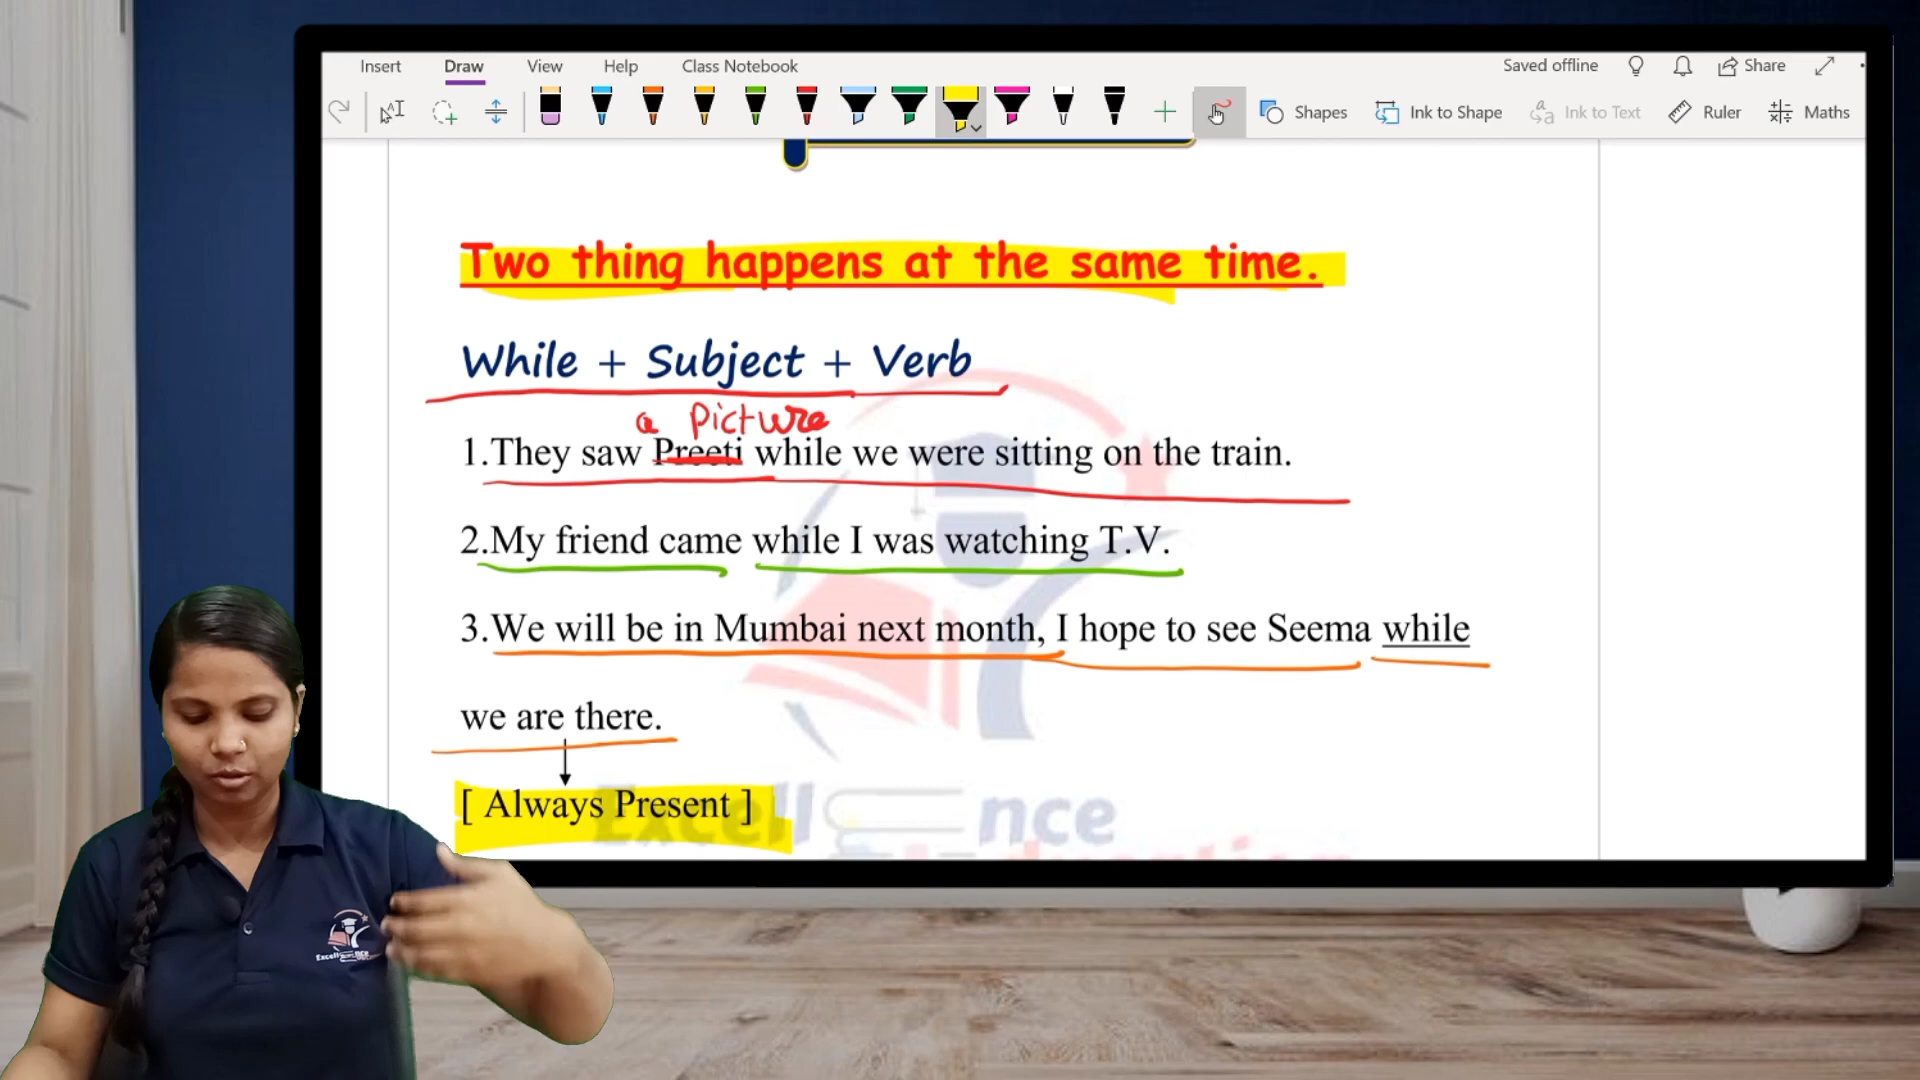 Insert Draw View Help Class Notebook Saved offline Share
Shapes Ink to Shape Ink to Text Ruler Maths
Two thing happens at the same time.
While + Subject + Verb
a Picture
1.They saw Preeti while we were sitting on the train.
2.My friend came while I was watching T.V.
3.We will be in Mumbai next month, I hope to see Seema while
we are there.
[ Always Present ]